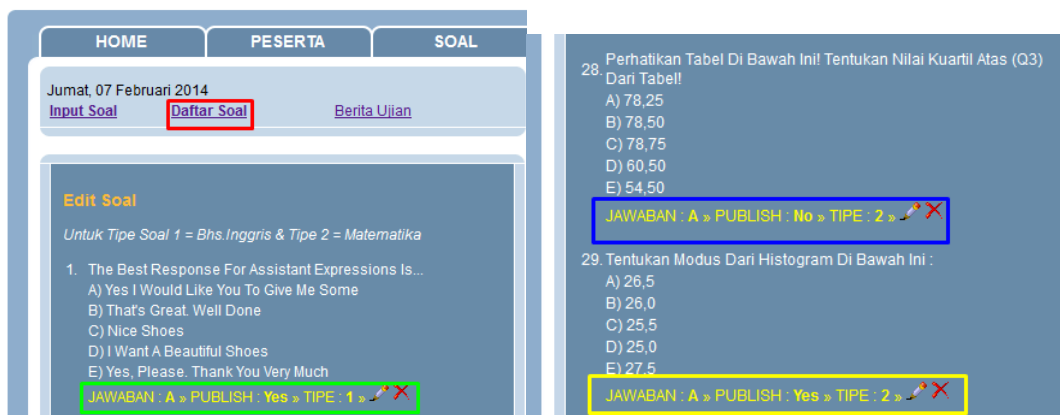 HOME PESERTA SOAL
Jumat, 07 Februari 2014
Input Soal Daftar Soal Berita Ujian
Edit Soal
Untuk Tipe Soal 1 = Bhs.Inggris & Tipe 2 = Matematika
1. The Best Response For Assistant Expressions Is...
A) Yes I Would Like You To Give Me Some
B) That's Great. Well Done
C) Nice Shoes
D) I Want A Beautiful Shoes
E) Yes, Please. Thank You Very Much
JAWABAN : A » PUBLISH : Yes » TIPE : 1 »
28. Perhatikan Tabel Di Bawah Ini! Tentukan Nilai Kuartil Atas (Q3)
Dari Tabel!
A) 78,25
B) 78,50
C) 78,75
D) 60,50
E) 54,50
JAWABAN : A » PUBLISH : No » TIPE : 2 »
29. Tentukan Modus Dari Histogram Di Bawah Ini :
A) 26,5
B) 26,0
C) 25,5
D) 25,0
E) 27,5
JAWABAN : A » PUBLISH : Yes » TIPE : 2 »